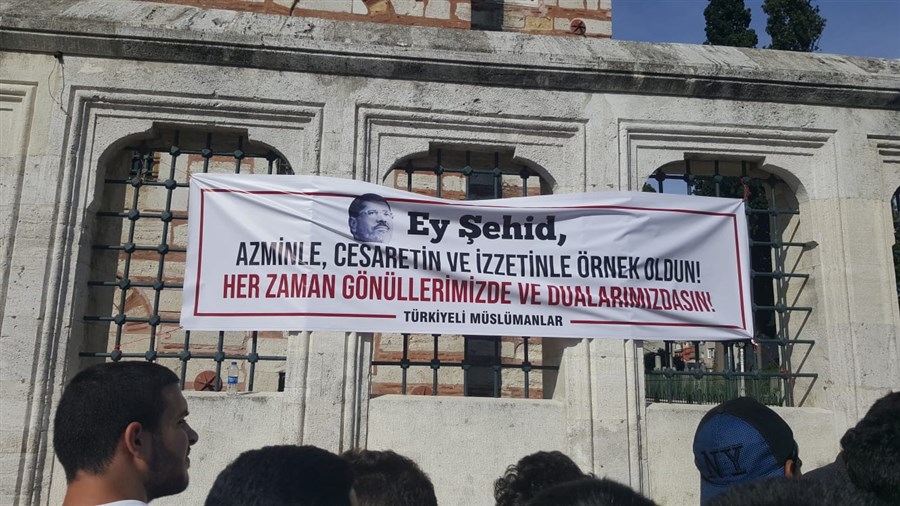 Ey Şehid,
AZMİNLE, CESARETİN VE İZZETİNLE ÖRNEK OLDUN!
HER ZAMAN GÖNÜLLERİMİZDE VE DUALARIMIZDASIN!
TÜRKİYELİ MÜSLÜMANLAR
NY